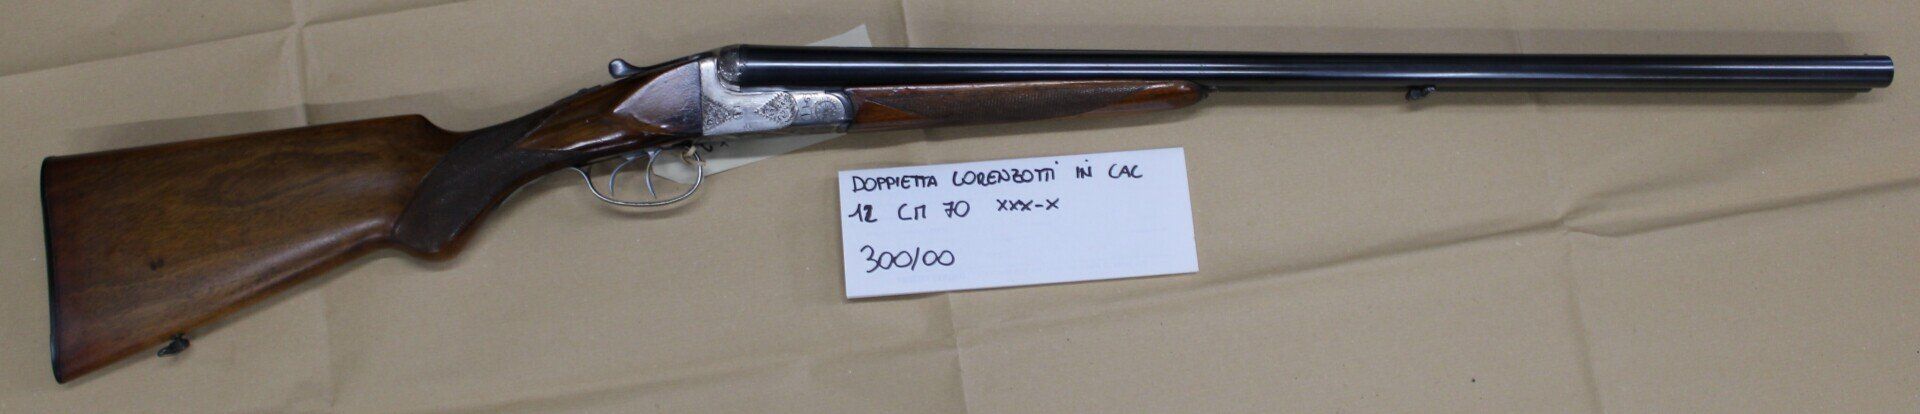 DOPPIETTA LORENZOTTI IN CAC
12 CM 70 xxx-x
300/00